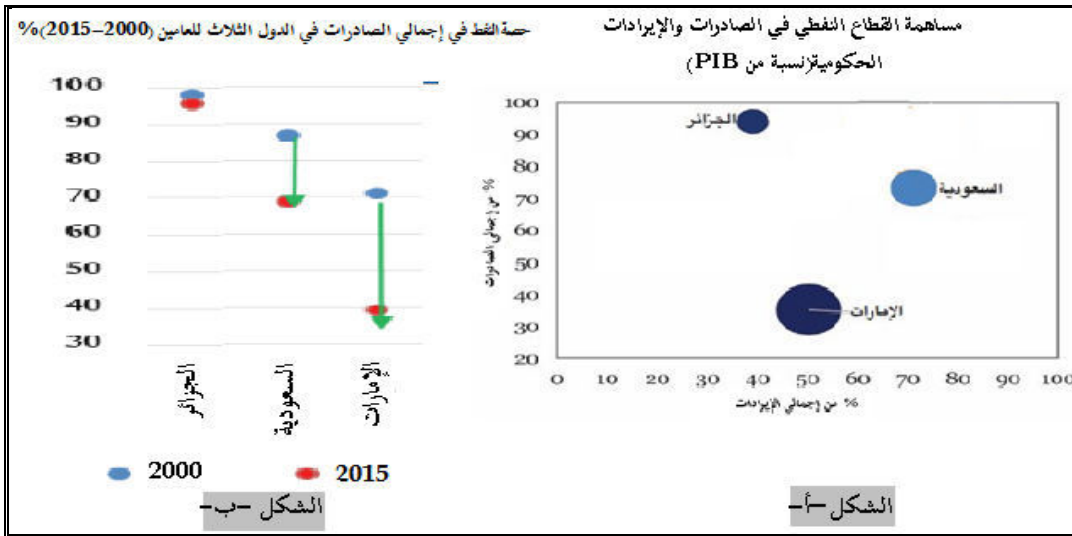 مساهمة القطاع النفطي في الصادرات والإيرادات
الحكومية(نسبة من PIB)
100
90
80
70
60
50
40
30
20
% من إجمالي الصادرات
الجزائر
السعودية
الإمارات
0 10 20 30 40 50 60 70 80 90 100
% من إجمالي الإيرادات
الشكل –أ–
حصة النفط في إجمالي الصادرات في الدول الثلاث للعامين (2000–2015)%
100
90
80
70
60
50
40
30
الجزائر
السعودية
الإمارات
2000
2015
الشكل –ب–